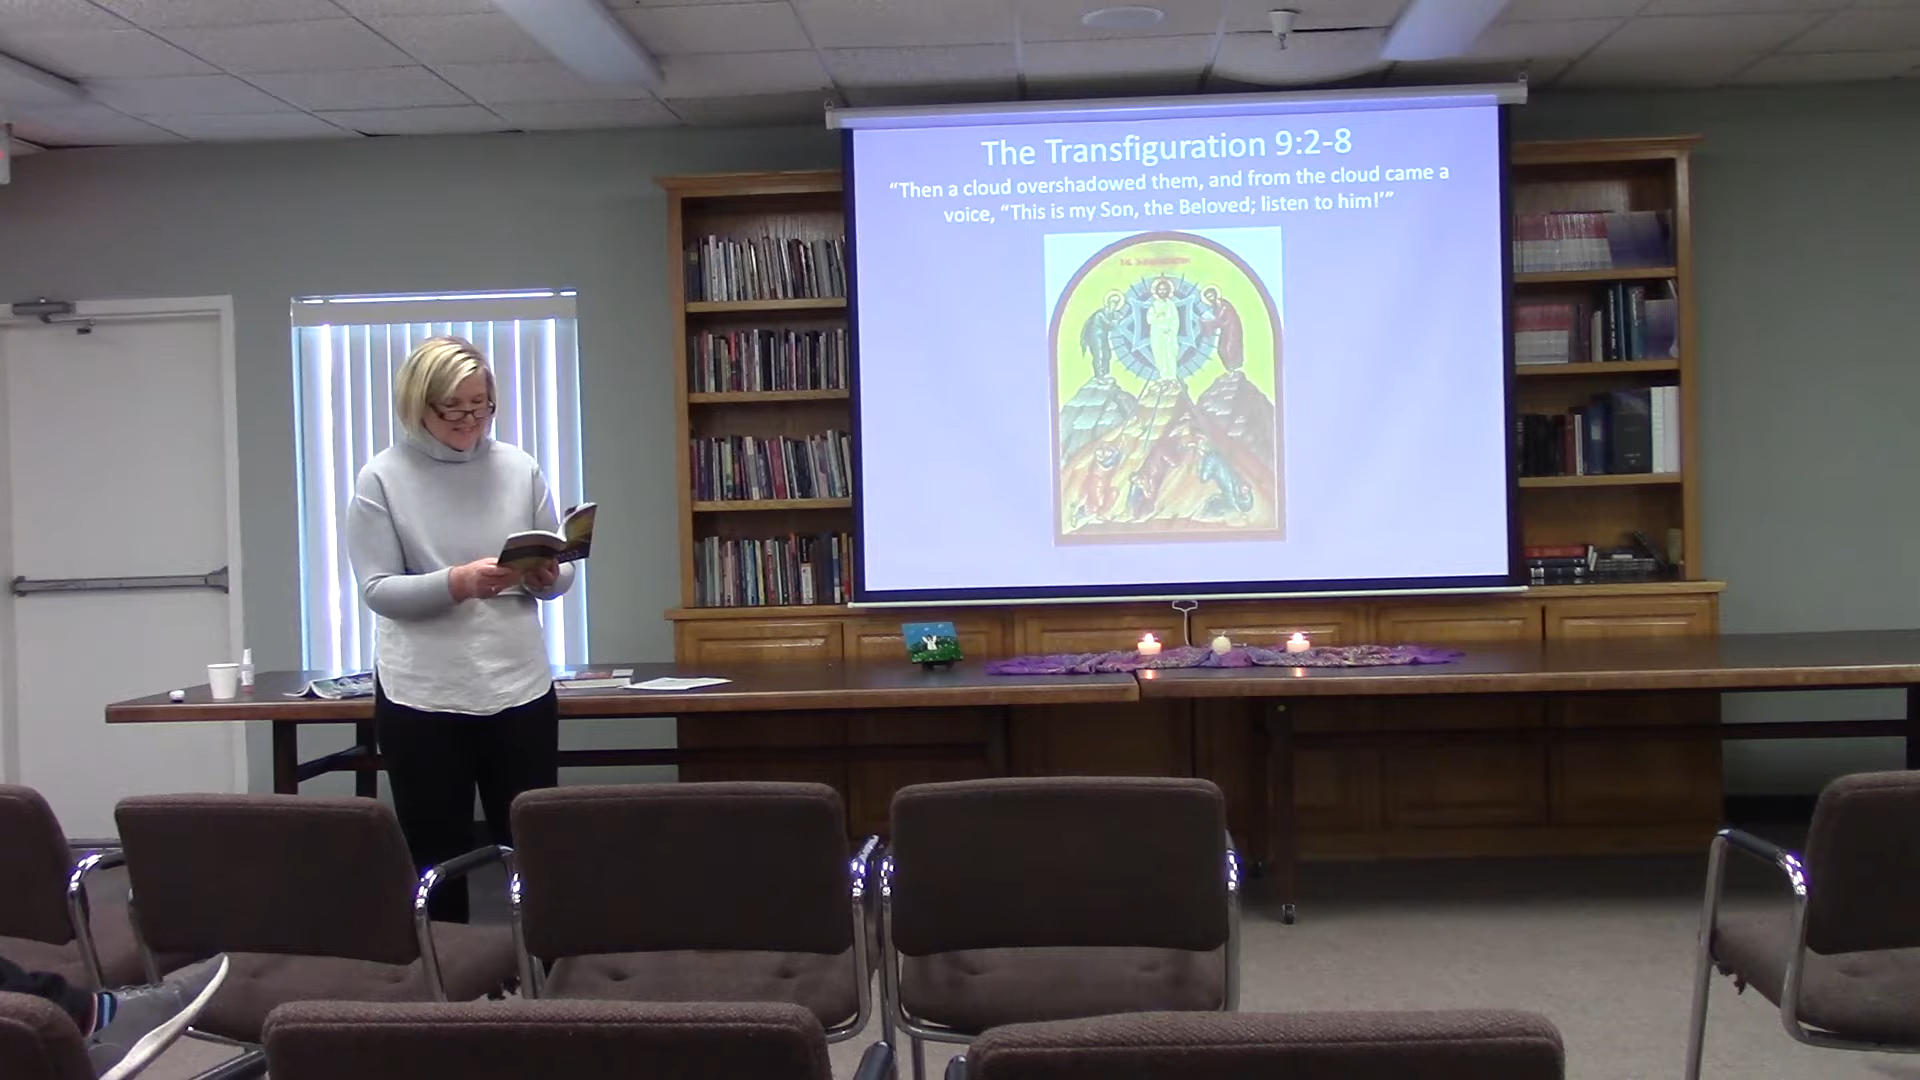 The Transfiguration 9:2-8
“Then a cloud overshadowed them, and from the cloud came a
voice, “This is my Son, the Beloved; listen to him!’”